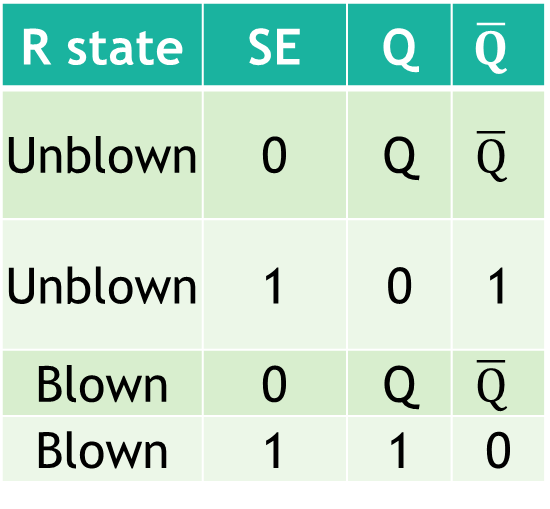 R state SE Q Q̅
Unblown 0 Q Q̅
Unblown 1 0 1
Blown 0 Q Q̅
Blown 1 1 0